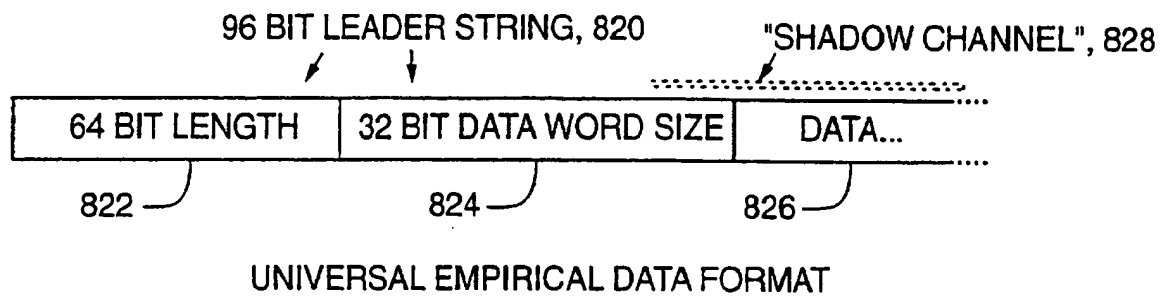 96 BIT LEADER STRING, 820
"SHADOW CHANNEL", 828
64 BIT LENGTH
32 BIT DATA WORD SIZE
DATA...
822
824
826
UNIVERSAL EMPIRICAL DATA FORMAT